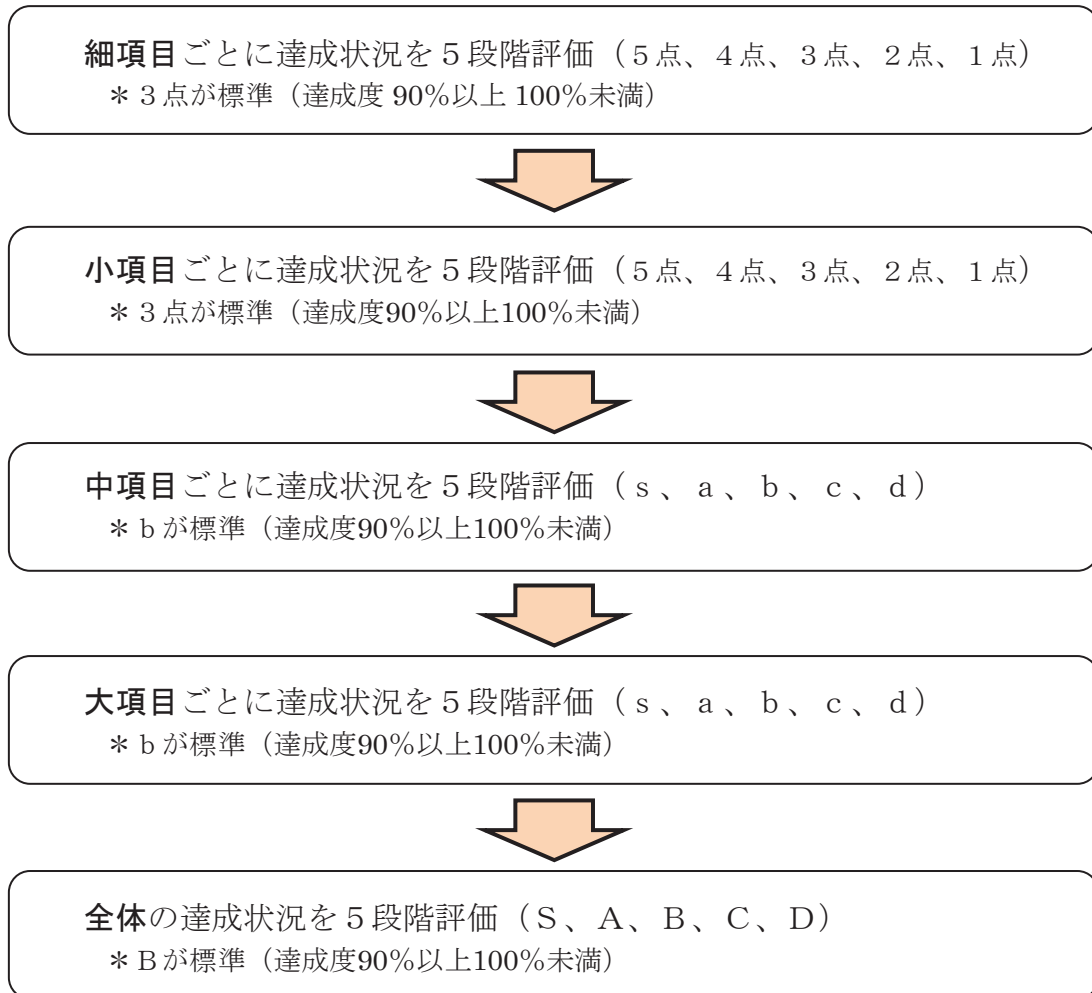 細項目ごとに達成状況を５段階評価（５点、４点、３点、２点、１点）
＊３点が標準（達成度 90％以上 100％未満）
小項目ごとに達成状況を５段階評価（５点、４点、３点、２点、１点）
＊３点が標準（達成度90％以上100％未満）
中項目ごとに達成状況を５段階評価（ｓ、ａ、ｂ、ｃ、ｄ）
＊ｂが標準（達成度90％以上100％未満）
大項目ごとに達成状況を５段階評価（ｓ、ａ、ｂ、ｃ、ｄ）
＊ｂが標準（達成度90％以上100％未満）
全体の達成状況を５段階評価（Ｓ、Ａ、Ｂ、Ｃ、Ｄ）
＊Ｂが標準（達成度90％以上100％未満）